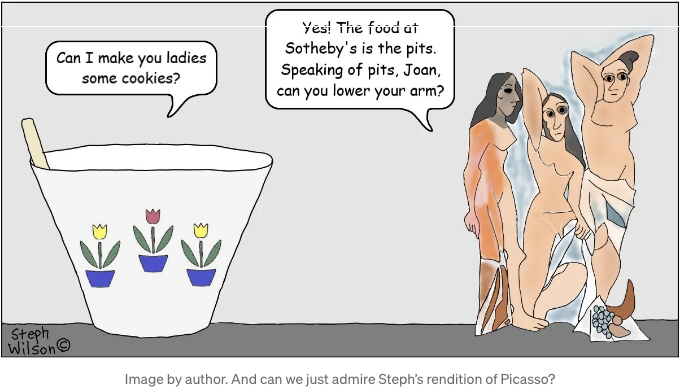 Can I make you ladies
some cookies?
Yes! The food at
Sotheby's is the pits.
Speaking of pits, Joan,
can you lower your arm?
Steph
Wilson©
Image by author. And can we just admire Steph's rendition of Picasso?